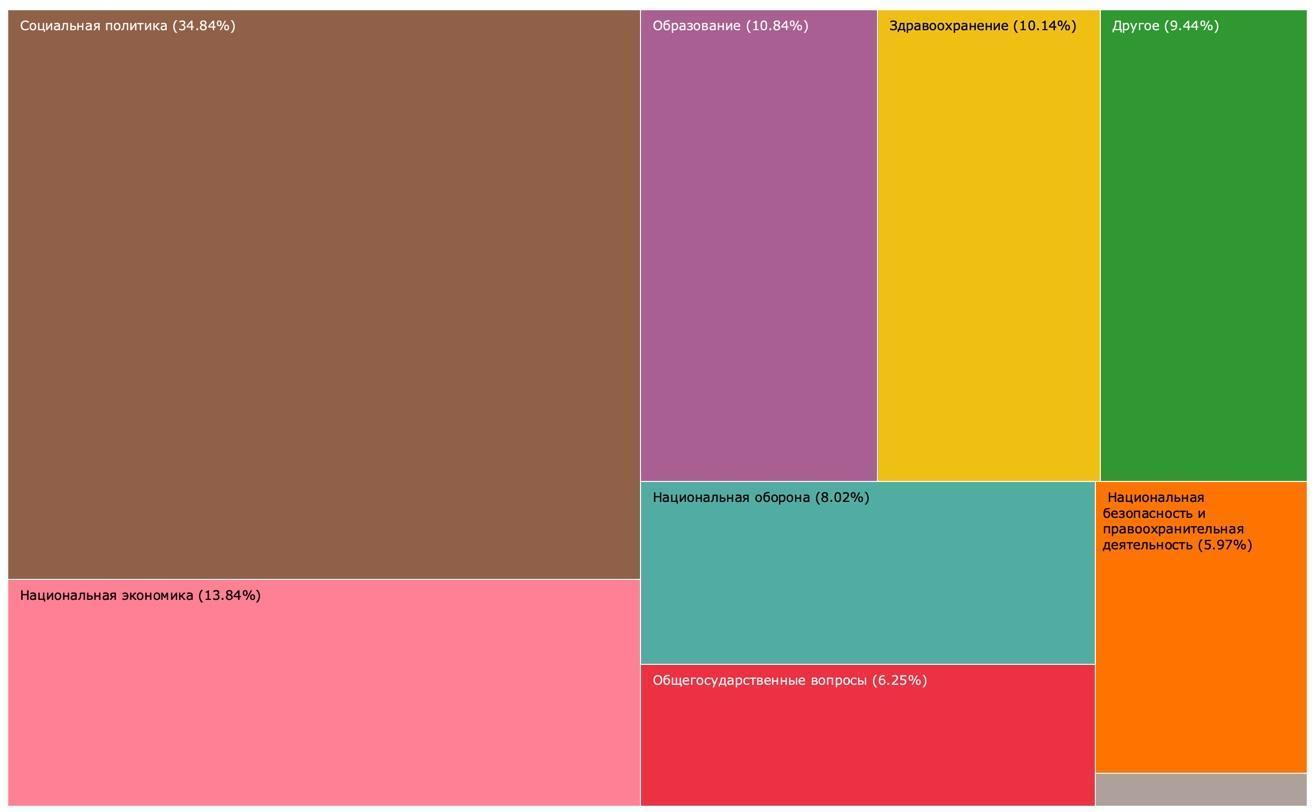 Социальная политика (34.84%)
Образование (10.84%)
Здравоохранение (10.14%)
Другое (9.44%)
Национальная оборона (8.02%)
Национальная
безопасность и
правоохранительная
деятельность (5.97%)
Национальная экономика (13.84%)
Общегосударственные вопросы (6.25%)